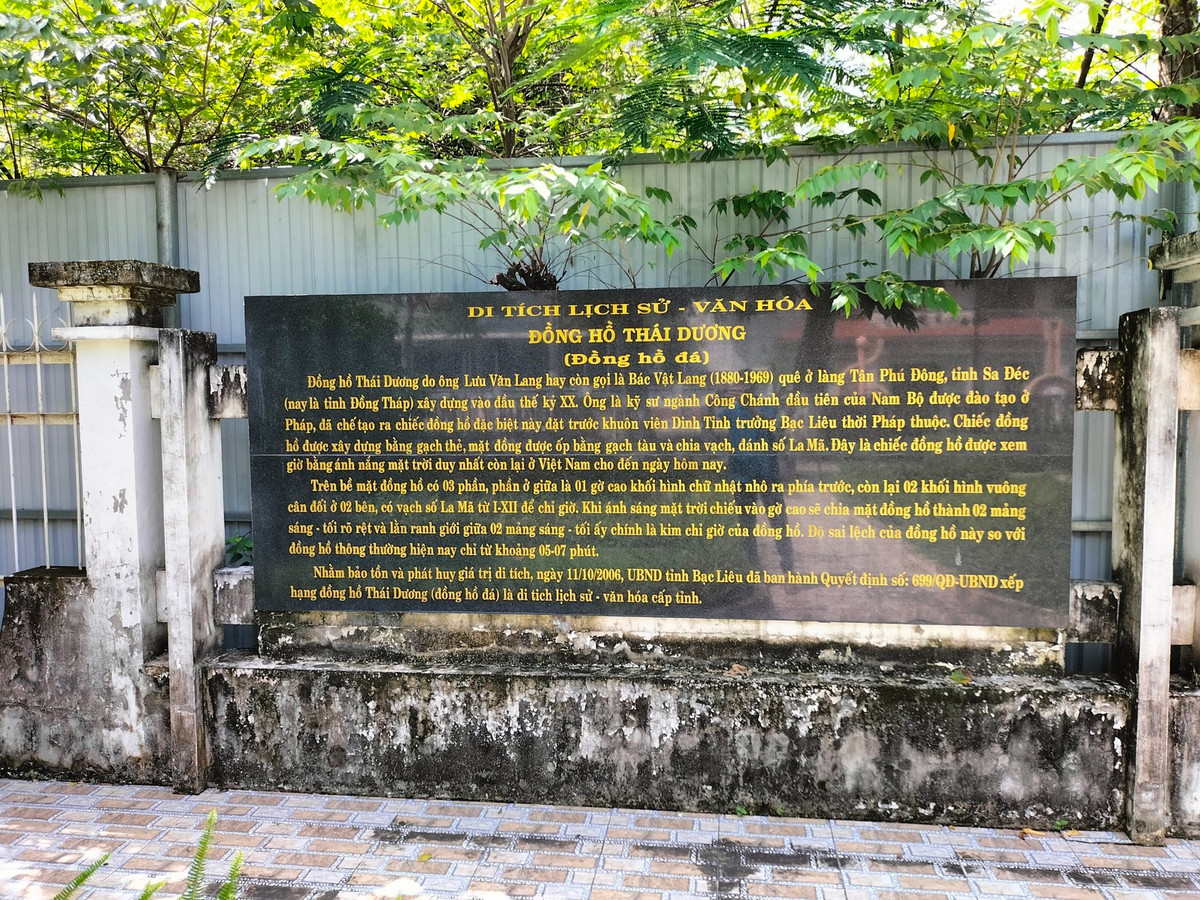 DI TÍCH LỊCH SỬ - VĂN HÓA
ĐỒNG HỒ THÁI DƯƠNG
(Đồng hồ đá)
Đồng hồ Thái Dương do ông Lưu Văn Lang hay còn gọi là Bác Vật Lang (1880-1969) quê ở làng Tân Phú Đông, tỉnh Sa Đéc
(nay là tỉnh Đồng Tháp) xây dựng vào đầu thế kỷ XX. Ông là kỹ sư ngành Công Chánh đầu tiên của Nam Bộ được đào tạo ở
Pháp, đã chế tạo ra chiếc đồng hồ đặc biệt này đặt trước khuôn viên Dinh Tỉnh trưởng Bạc Liêu thời Pháp thuộc. Chiếc đồng
hồ được xây dựng bằng gạch thẻ, mặt đồng được ốp bằng gạch tàu và chia vạch, đánh số La Mã. Đây là chiếc đồng hồ được xem
giờ bằng ánh nắng mặt trời duy nhất còn lại ở Việt Nam cho đến ngày hôm nay.
Trên bề mặt đồng hồ có 03 phần, phần ở giữa là 01 gờ cao khối hình chữ nhật nhô ra phía trước, còn lại 02 khối hình vuông
cân đối ở 02 bên, có vạch số La Mã từ I-XII để chỉ giờ. Khi ánh sáng mặt trời chiếu vào gờ cao sẽ chia mặt đồng hồ thành 02 mảng
sáng - tối rõ rệt và lằn ranh giới giữa 02 mảng sáng - tối ấy chính là kim chỉ giờ của đồng hồ. Độ sai lệch của đồng hồ này so với
đồng hồ thông thường hiện nay chỉ từ khoảng 05-07 phút.
Nhằm bảo tồn và phát huy giá trị di tích, ngày 11/10/2006, UBND tỉnh Bạc Liêu đã ban hành Quyết định số: 699/QĐ-UBND xếp
hạng đồng hồ Thái Dương (đồng hồ đá) là di tích lịch sử - văn hóa cấp tỉnh.